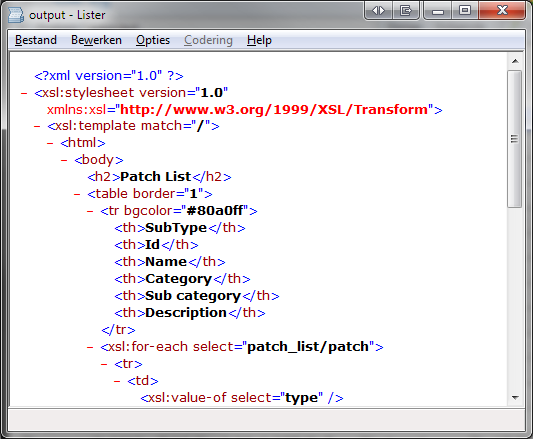 output - Lister
Bestand Bewerken Opties Codering Help
<?xml version="1.0" ?>
- <xsl:stylesheet version="1.0"
xmlns:xsl="http://www.w3.org/1999/XSL/Transform">
- <xsl:template match="/">
- <html>
- <body>
<h2>Patch List</h2>
- <table border="1">
- <tr bgcolor="#80a0ff">
<th>SubType</th>
<th>Id</th>
<th>Name</th>
<th>Category</th>
<th>Sub category</th>
<th>Description</th>
</tr>
- <xsl:for-each select="patch_list/patch">
- <tr>
- <td>
<xsl:value-of select="type" />